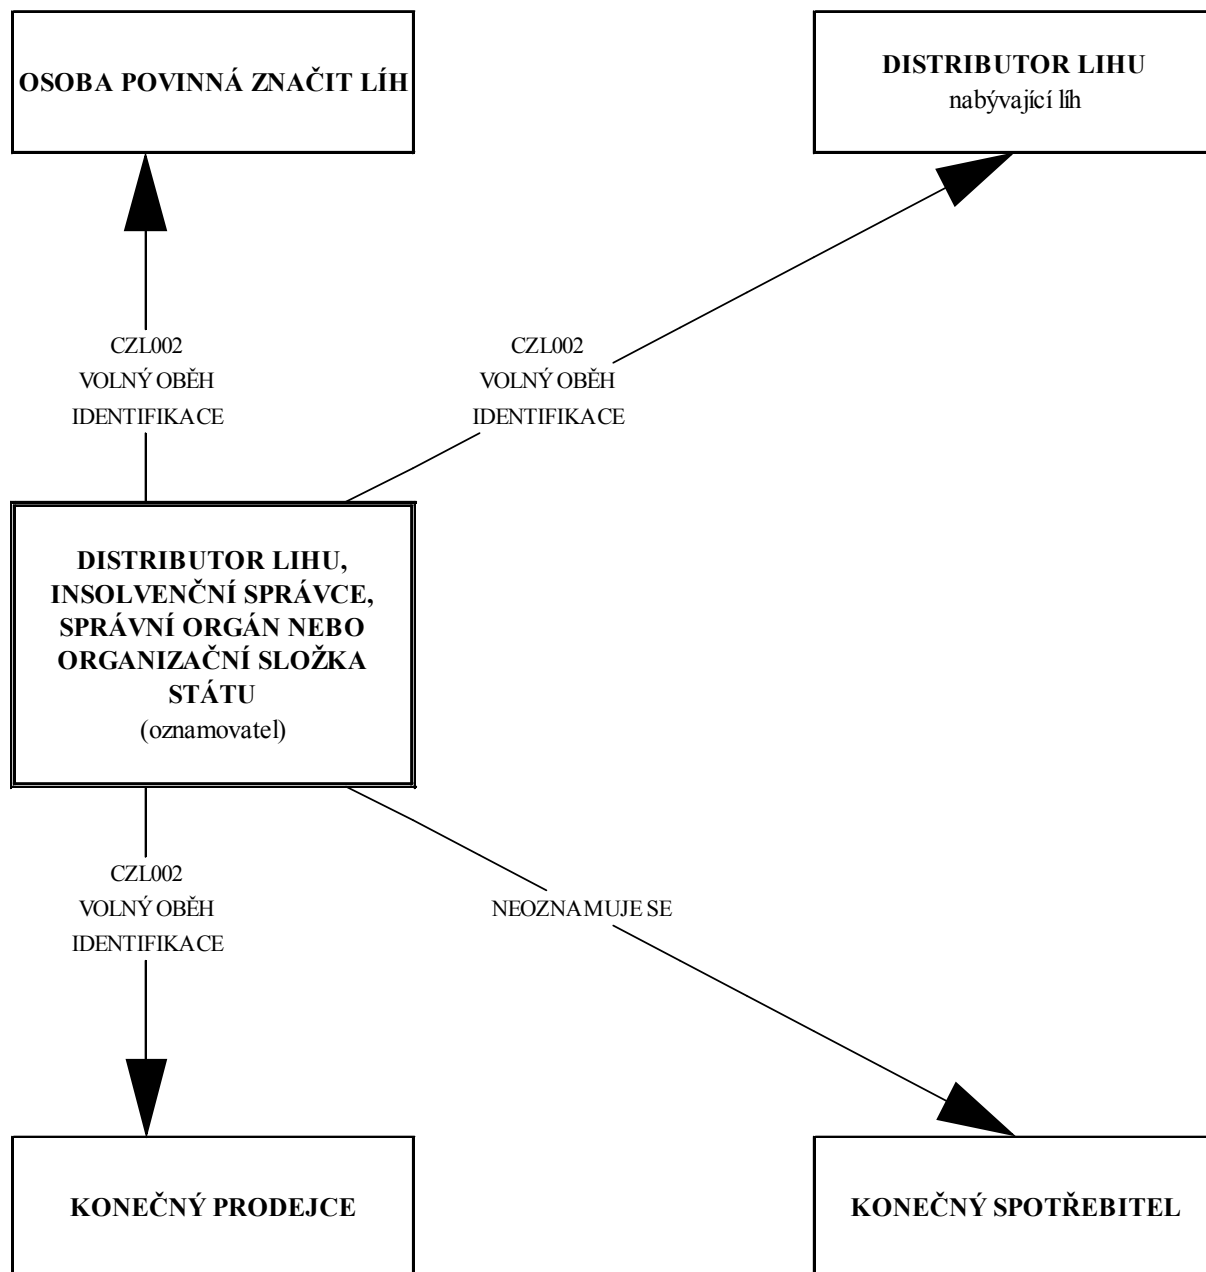 OSOBA POVINNÁ ZNAČIT LÍH
DISTRIBUTOR LIHU
nabývající líh
CZL002
VOLNÝ OBĚH
IDENTIFIKACE
CZL002
VOLNÝ OBĚH
IDENTIFIKACE
DISTRIBUTOR LIHU,
INSOLVENČNÍ SPRÁVCE,
SPRÁVNÍ ORGÁN NEBO
ORGANIZAČNÍ SLOŽKA
STÁTU
(oznamovatel)
CZL002
VOLNÝ OBĚH
IDENTIFIKACE
NEOZNAMUJE SE
KONEČNÝ PRODEJCE
KONEČNÝ SPOTŘEBITEL